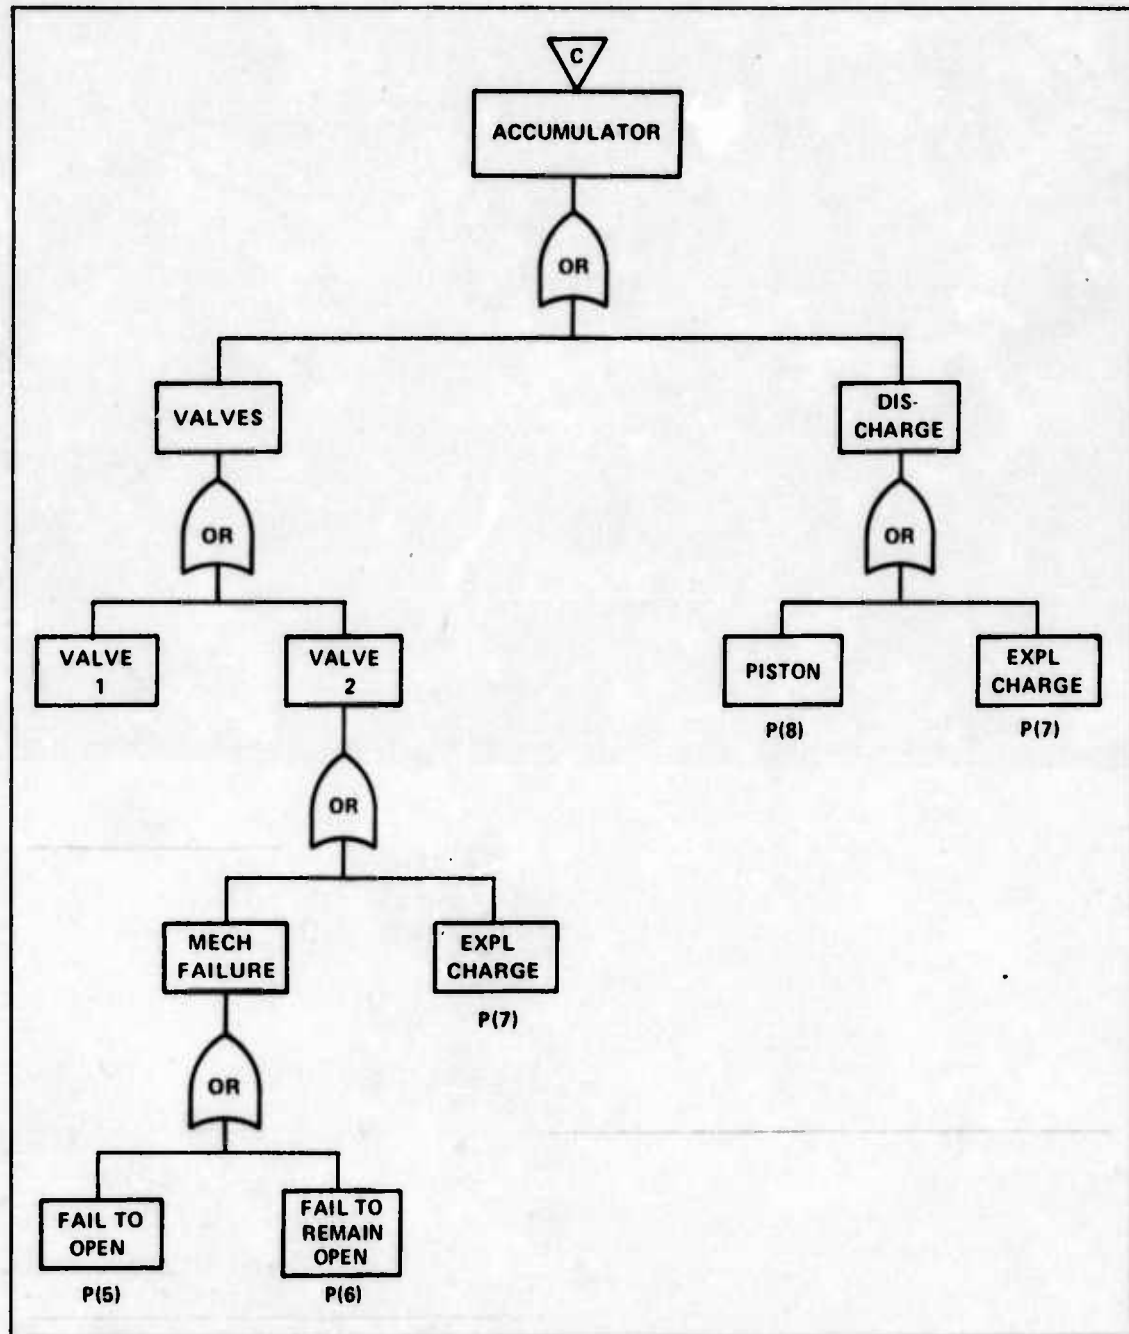 C
ACCUMULATOR
OR
VALVES
DIS-
CHARGE
OR
OR
VALVE
1
VALVE
2
PISTON
EXPL
CHARGE
P(8)
P(7)
OR
MECH
FAILURE
EXPL
CHARGE
P(7)
OR
FAIL TO
OPEN
FAIL TO
REMAIN
OPEN
P(5)
P(6)